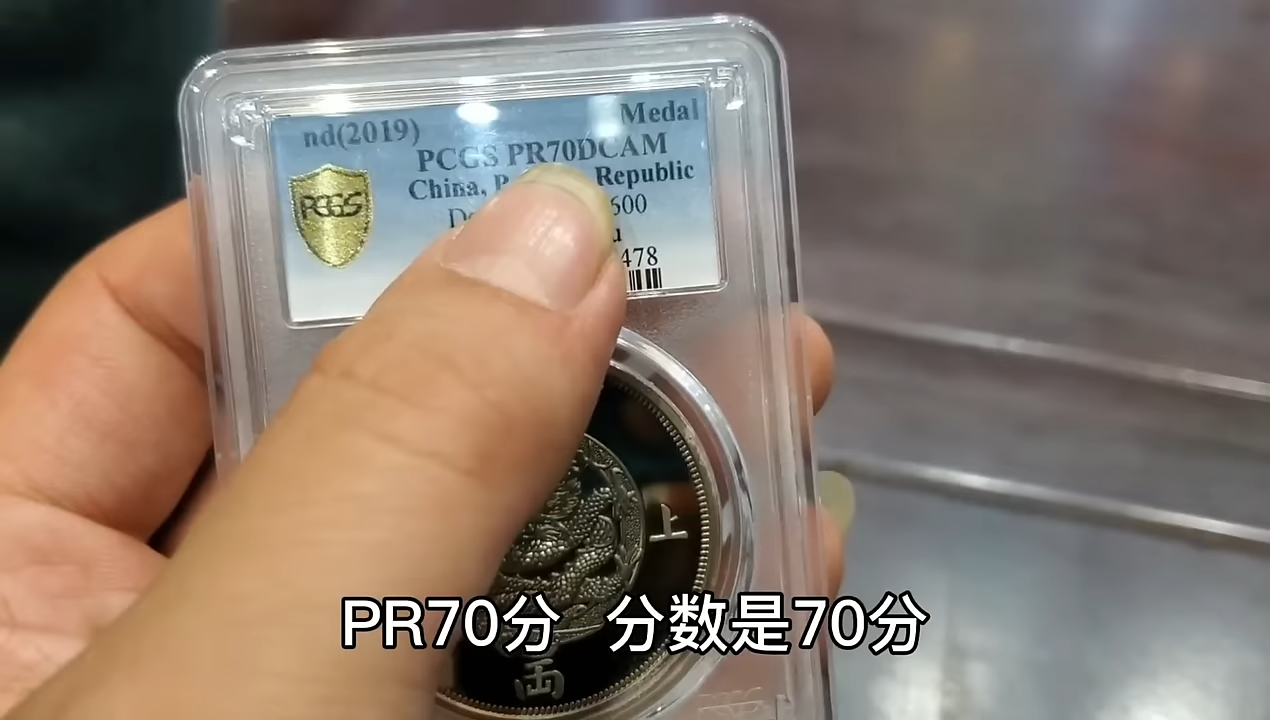 nd(2019)
Medal
PCGS PR70DCAM
China, Republic
600
478
PCGS
上
両
PR70分 分数是70分